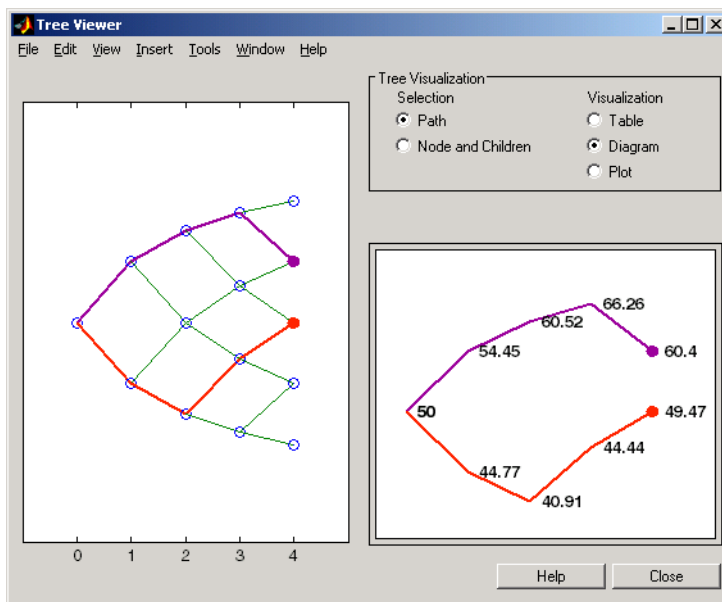 Tree Viewer
File Edit View Insert Tools Window Help
Tree Visualization
Selection
Visualization
Path
Table
Node and Children
Diagram
Plot
66.26
60.52
54.45
60.4
50
49.47
44.44
44.77
40.91
0 1 2 3 4
Help
Close